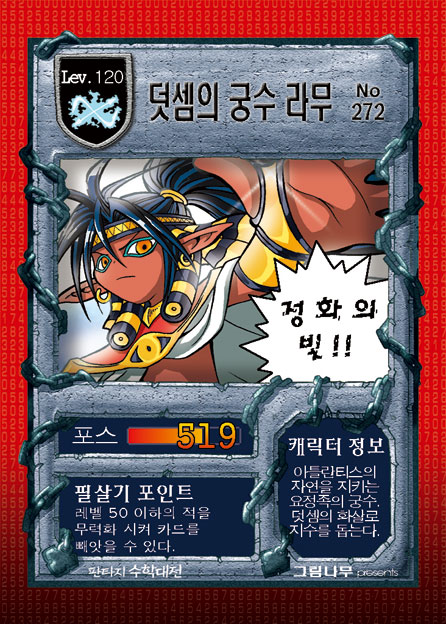 Lev. 120
덧셈의 궁수 라무
No
272
정화의
빛!!
포스 519
필살기 포인트
레벨 50 이하의 적을
무력화 시켜 카드를
빼앗을 수 있다.
캐릭터 정보
아틀란티스의
자연을 지키는
요정족의 궁수.
덧셈의 화살로
지수를 돕는다.
판타지 수학대전
그림나무 presents